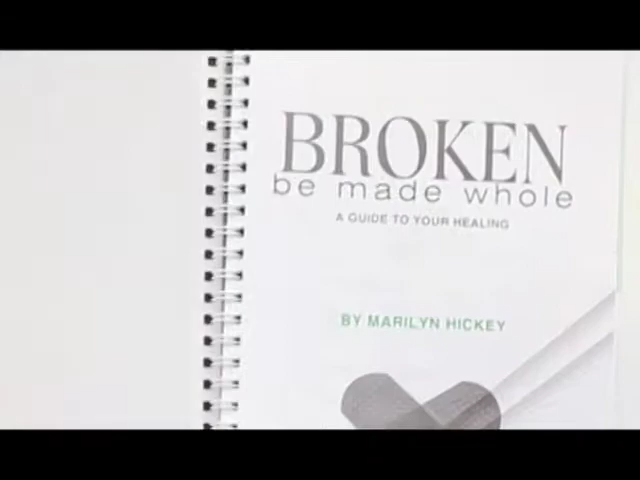 BROKEN
be made whole
A GUIDE TO YOUR HEALING
BY MARILYN HICKEY